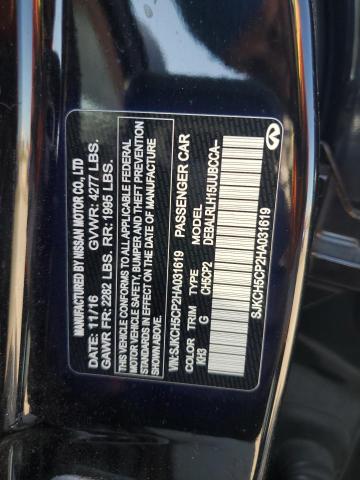 MANUFACTURED BY NISSAN MOTOR CO., LTD
DATE: 11/16 GVWR: 4277 LBS.
GAWR FR: 2282 LBS. RR: 1995 LBS.
THIS VEHICLE CONFORMS TO ALL APPLICABLE FEDERAL
MOTOR VEHICLE SAFETY, BUMPER AND THEFT PREVENTION
STANDARDS IN EFFECT ON THE DATE OF MANUFACTURE
SHOWN ABOVE.
VIN:SJKCH5CP2HA031619 PASSENGER CAR
COLOR TRIM TYPE MODEL
KH3 G CH5CP2 DEBALRLH15UUBCCA--
SJKCH5CP2HA031619